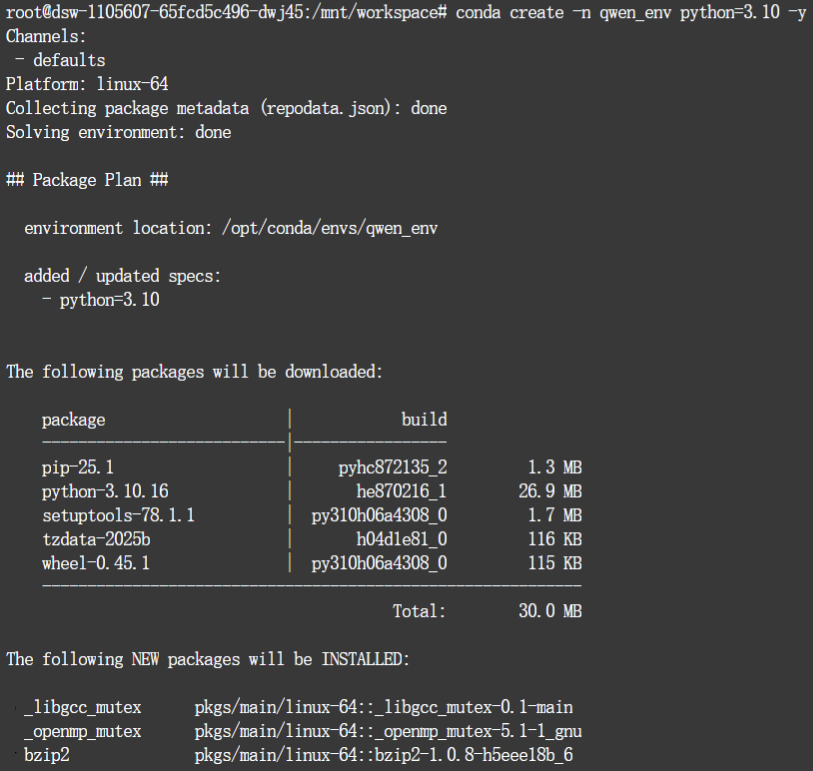 root@dsw-1105607-65fcd5c496-dwj45:/mnt/workspace# conda create -n qwen_env python=3.10 -y
Channels:
 - defaults
Platform: linux-64
Collecting package metadata (repodata.json): done
Solving environment: done
## Package Plan ##
  environment location: /opt/conda/envs/qwen_env
  added / updated specs:
    - python=3.10
The following packages will be downloaded:
    package                    |            build
    ---------------------------|-----------------
    pip-25.1                   |     pyhc872135_2         1.3 MB
    python-3.10.16             |       he870216_1        26.9 MB
    setuptools-78.1.1          |  py310h06a4308_0         1.7 MB
    tzdata-2025b               |       h04d1e81_0         116 KB
    wheel-0.45.1               |  py310h06a4308_0         115 KB
    ------------------------------------------------------------
                                           Total:        30.0 MB
The following NEW packages will be INSTALLED:
  _libgcc_mutex      pkgs/main/linux-64::_libgcc_mutex-0.1-main
  _openmp_mutex      pkgs/main/linux-64::_openmp_mutex-5.1-1_gnu
  bzip2              pkgs/main/linux-64::bzip2-1.0.8-h5eee18b_6